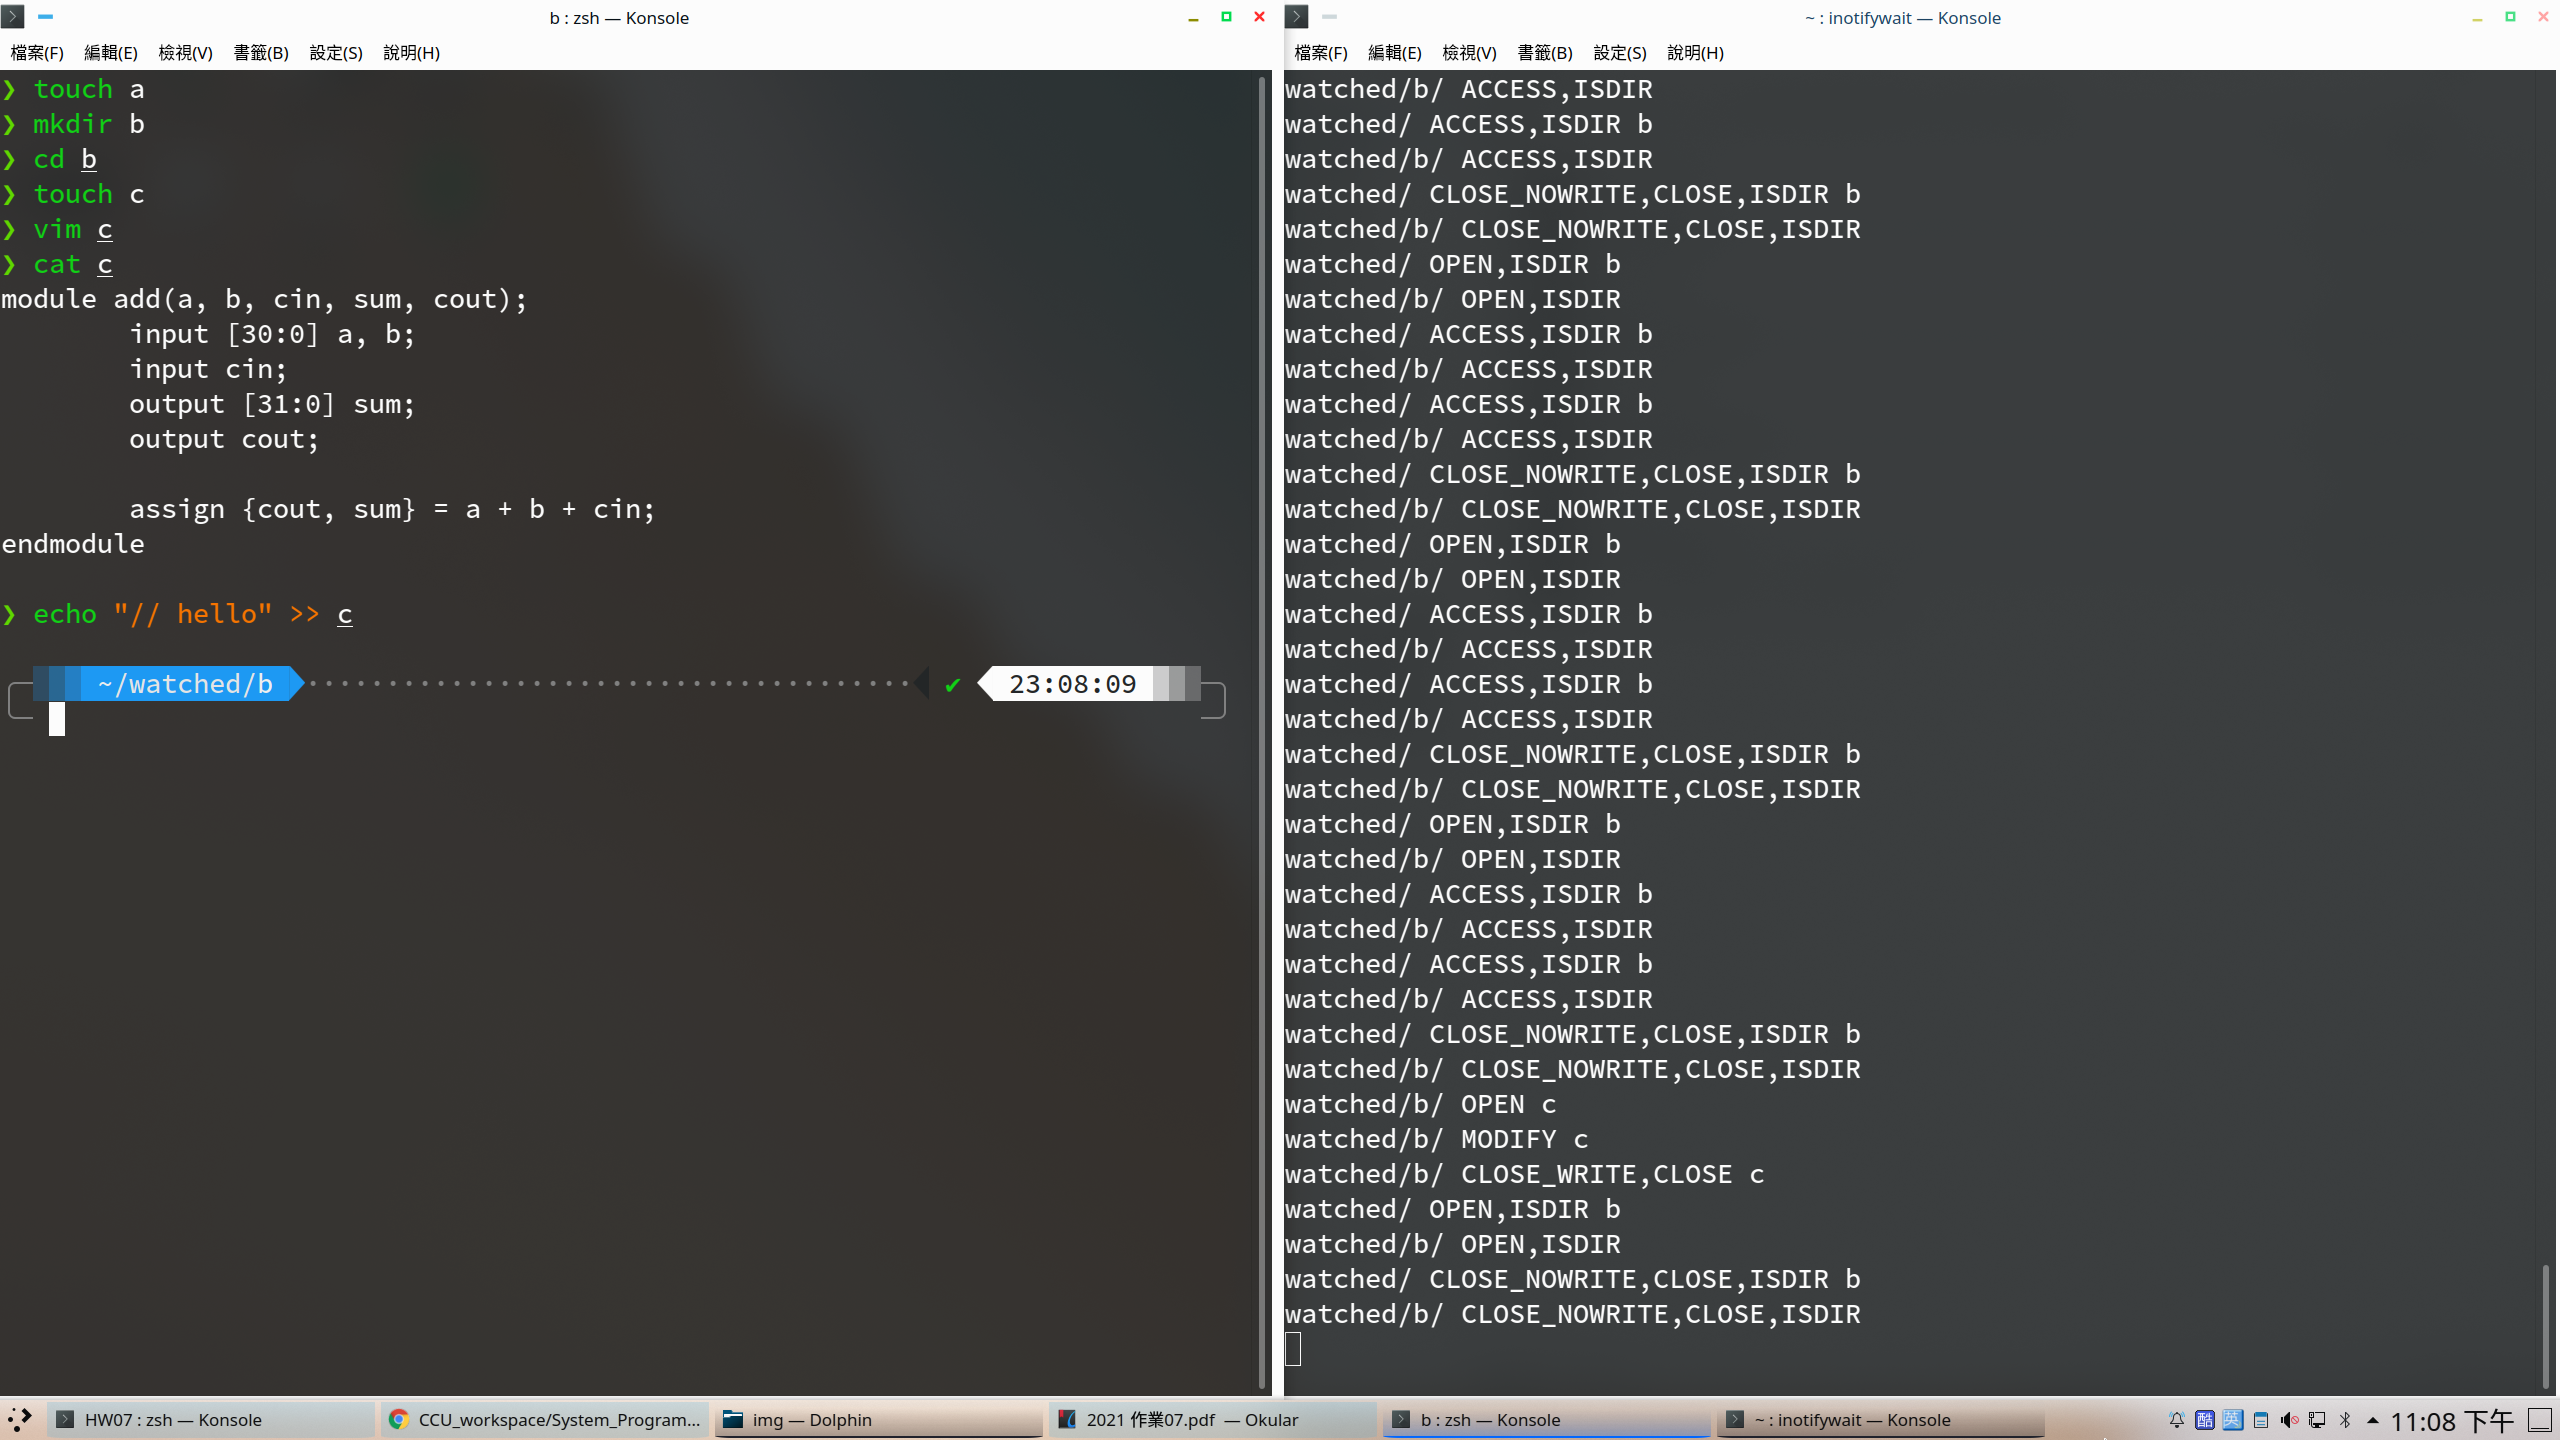 b : zsh — Konsole
檔案(F) 編輯(E) 檢視(V) 書籤(B) 設定(S) 說明(H)
❯ touch a
❯ mkdir b
❯ cd b
❯ touch c
❯ vim c
❯ cat c
module add(a, b, cin, sum, cout);
        input [30:0] a, b;
        input cin;
        output [31:0] sum;
        output cout;
        assign {cout, sum} = a + b + cin;
endmodule
❯ echo "// hello" >> c
~/watched/b ✔ 23:08:09
~ : inotifywait — Konsole
檔案(F) 編輯(E) 檢視(V) 書籤(B) 設定(S) 說明(H)
watched/b/ ACCESS,ISDIR
watched/ ACCESS,ISDIR b
watched/b/ ACCESS,ISDIR
watched/ CLOSE_NOWRITE,CLOSE,ISDIR b
watched/b/ CLOSE_NOWRITE,CLOSE,ISDIR
watched/ OPEN,ISDIR b
watched/b/ OPEN,ISDIR
watched/ ACCESS,ISDIR b
watched/b/ ACCESS,ISDIR
watched/ ACCESS,ISDIR b
watched/b/ ACCESS,ISDIR
watched/ CLOSE_NOWRITE,CLOSE,ISDIR b
watched/b/ CLOSE_NOWRITE,CLOSE,ISDIR
watched/ OPEN,ISDIR b
watched/b/ OPEN,ISDIR
watched/ ACCESS,ISDIR b
watched/b/ ACCESS,ISDIR
watched/ ACCESS,ISDIR b
watched/b/ ACCESS,ISDIR
watched/ CLOSE_NOWRITE,CLOSE,ISDIR b
watched/b/ CLOSE_NOWRITE,CLOSE,ISDIR
watched/ OPEN,ISDIR b
watched/b/ OPEN,ISDIR
watched/ ACCESS,ISDIR b
watched/b/ ACCESS,ISDIR
watched/ ACCESS,ISDIR b
watched/b/ ACCESS,ISDIR
watched/ CLOSE_NOWRITE,CLOSE,ISDIR b
watched/b/ CLOSE_NOWRITE,CLOSE,ISDIR
watched/b/ OPEN c
watched/b/ MODIFY c
watched/b/ CLOSE_WRITE,CLOSE c
watched/ OPEN,ISDIR b
watched/b/ OPEN,ISDIR
watched/ CLOSE_NOWRITE,CLOSE,ISDIR b
watched/b/ CLOSE_NOWRITE,CLOSE,ISDIR
HW07 : zsh — Konsole CCU_workspace/System_Program... img — Dolphin 2021 作業07.pdf — Okular b : zsh — Konsole ~ : inotifywait — Konsole 酷 英 11:08 下午